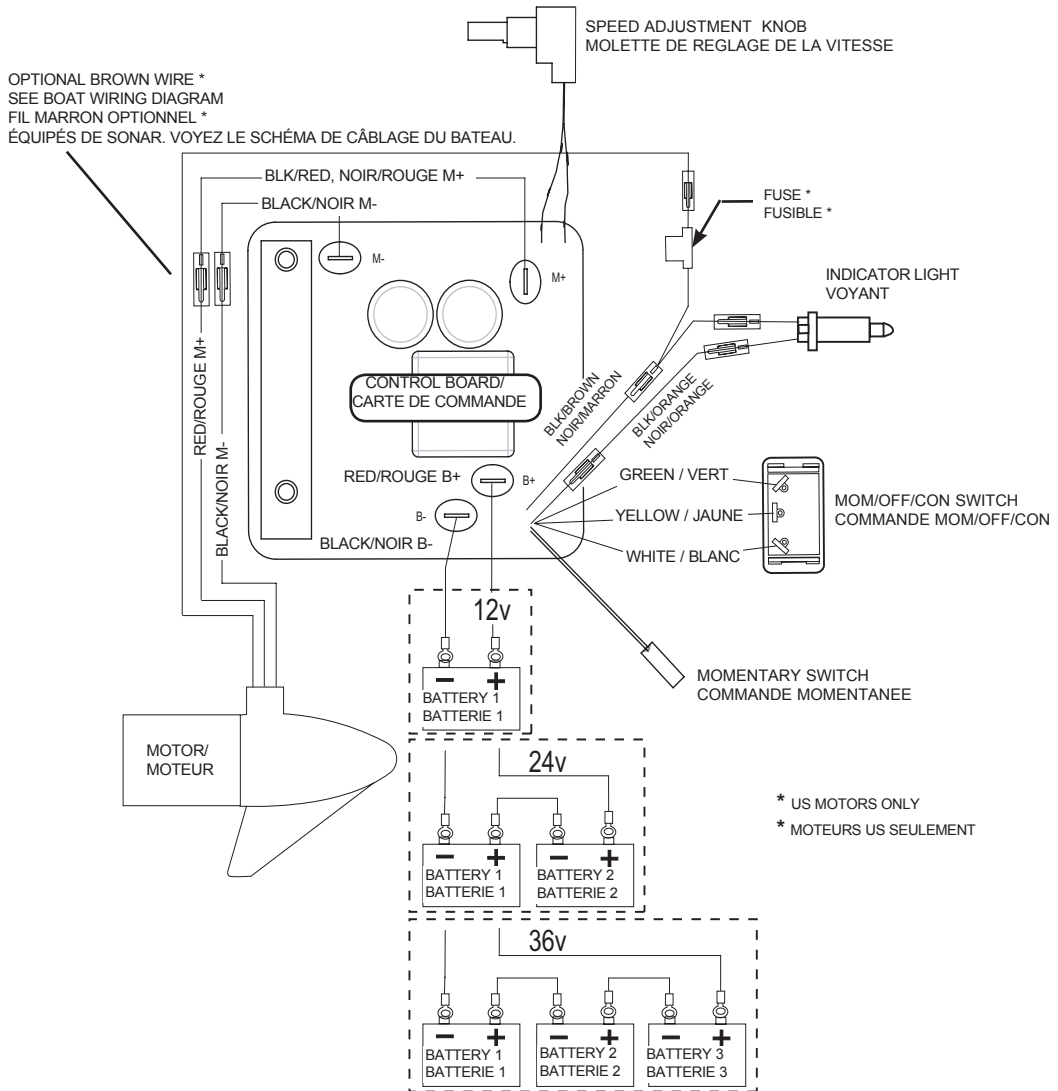 SPEED ADJUSTMENT KNOB
MOLETTE DE REGLAGE DE LA VITESSE
OPTIONAL BROWN WIRE *
SEE BOAT WIRING DIAGRAM
FIL MARRON OPTIONNEL *
ÉQUIPÉS DE SONAR. VOYEZ LE SCHÉMA DE CÂBLAGE DU BATEAU.
BLK/RED, NOIR/ROUGE M+
BLACK/NOIR M-
FUSE *
FUSIBLE *
M-
M+
INDICATOR LIGHT
VOYANT
RED/ROUGE M+
BLACK/NOIR M-
CONTROL BOARD/
CARTE DE COMMANDE
BLK/BROWN
NOIR/MARRON
BLK/ORANGE
NOIR/ORANGE
RED/ROUGE B+
B+
B-
BLACK/NOIR B-
GREEN / VERT
YELLOW / JAUNE
WHITE / BLANC
MOM/OFF/CON SWITCH
COMMANDE MOM/OFF/CON
MOMENTARY SWITCH
COMMANDE MOMENTANEE
MOTOR/
MOTEUR
12v
– +
BATTERY 1
BATTERIE 1
24v
– +
BATTERY 1
BATTERIE 1
– +
BATTERY 2
BATTERIE 2
* US MOTORS ONLY
* MOTEURS US SEULEMENT
36v
– +
BATTERY 1
BATTERIE 1
– +
BATTERY 2
BATTERIE 2
– +
BATTERY 3
BATTERIE 3